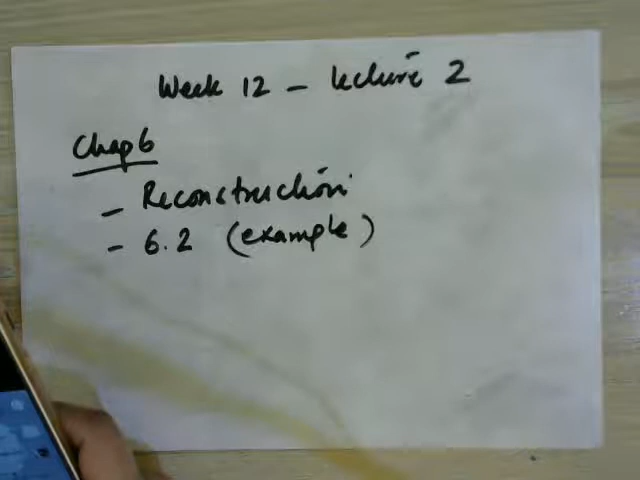 Week 12 - Lecture 2
Chap 6
- Reconstruction
- 6.2 (example)